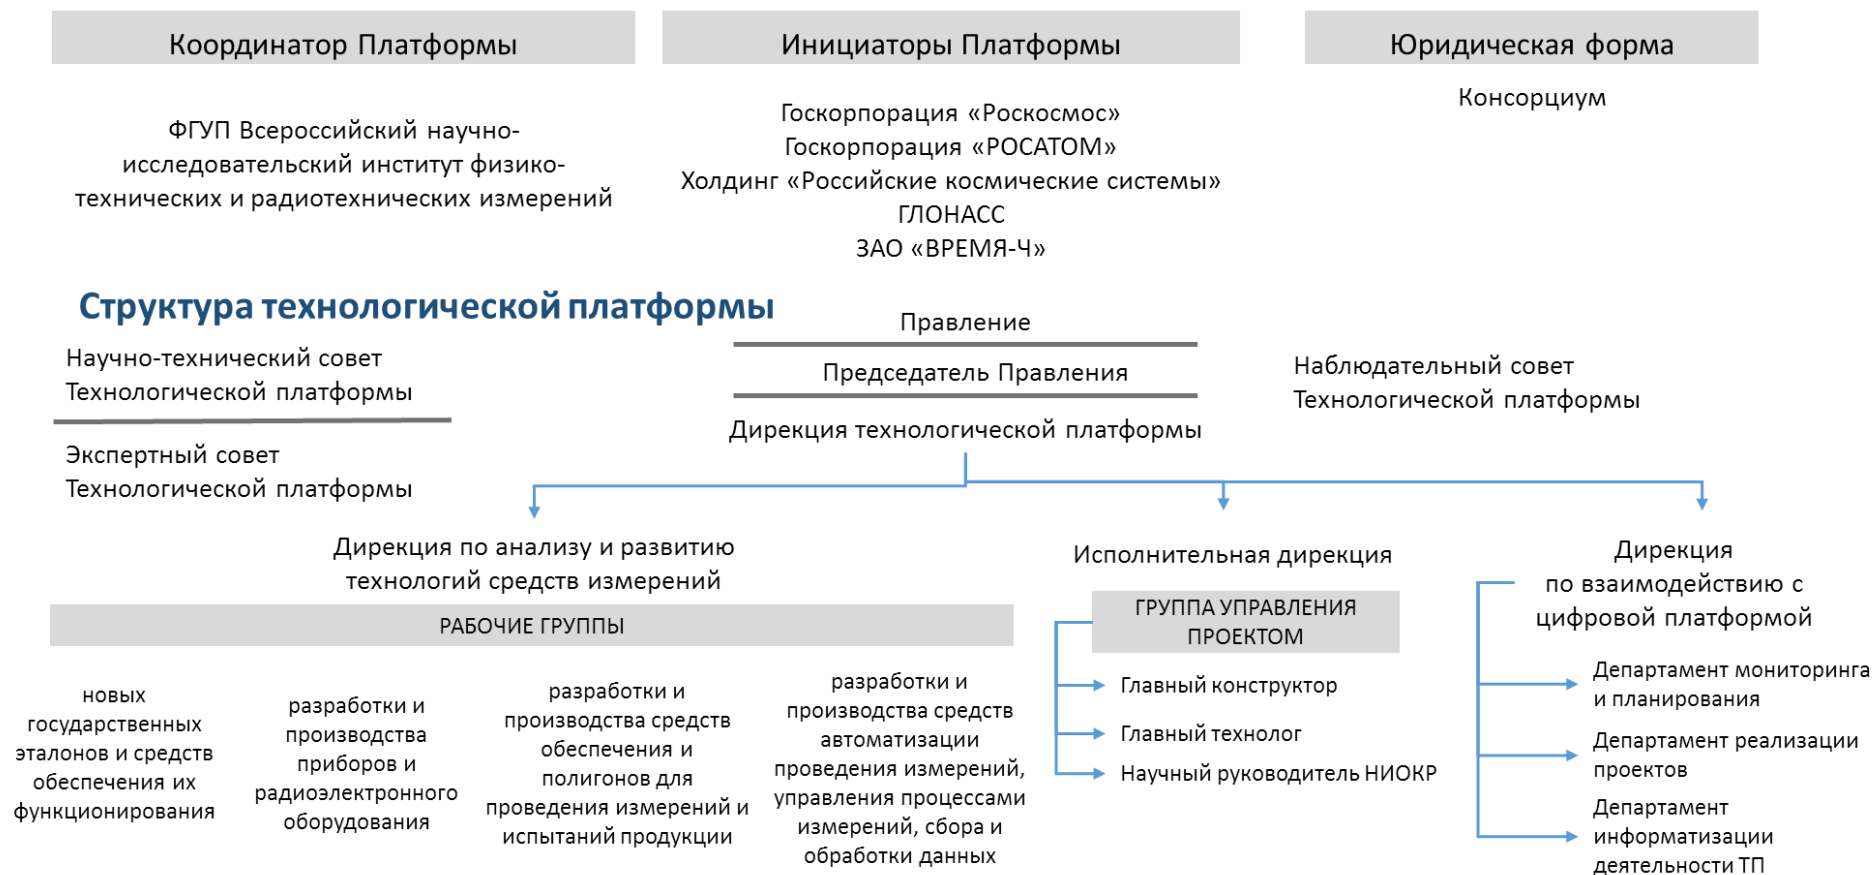 Координатор Платформы
ФГУП Всероссийский научно-
исследовательский институт физико-
технических и радиотехнических измерений
Инициаторы Платформы
Госкорпорация «Роскосмос»
Госкорпорация «РОСАТОМ»
Холдинг «Российские космические системы»
ГЛОНАСС
ЗАО «ВРЕМЯ-Ч»
Юридическая форма
Консорциум
Структура технологической платформы
Научно-технический совет
Технологической платформы
Экспертный совет
Технологической платформы
Правление
Председатель Правления
Дирекция технологической платформы
Наблюдательный совет
Технологической платформы
Дирекция по анализу и развитию
технологий средств измерений
РАБОЧИЕ ГРУППЫ
новых
государственных
эталонов и средств
обеспечения их
функционирования
разработки и
производства
приборов и
радиоэлектронного
оборудования
разработки и
производства средств
обеспечения и
полигонов для
проведения измерений и
испытаний продукции
разработки и
производства средств
автоматизации
проведения измерений,
управления процессами
измерений, сбора и
обработки данных
Исполнительная дирекция
ГРУППА УПРАВЛЕНИЯ
ПРОЕКТОМ
Главный конструктор
Главный технолог
Научный руководитель НИОКР
Дирекция
по взаимодействию с
цифровой платформой
Департамент мониторинга
и планирования
Департамент реализации
проектов
Департамент
информатизации
деятельности ТП